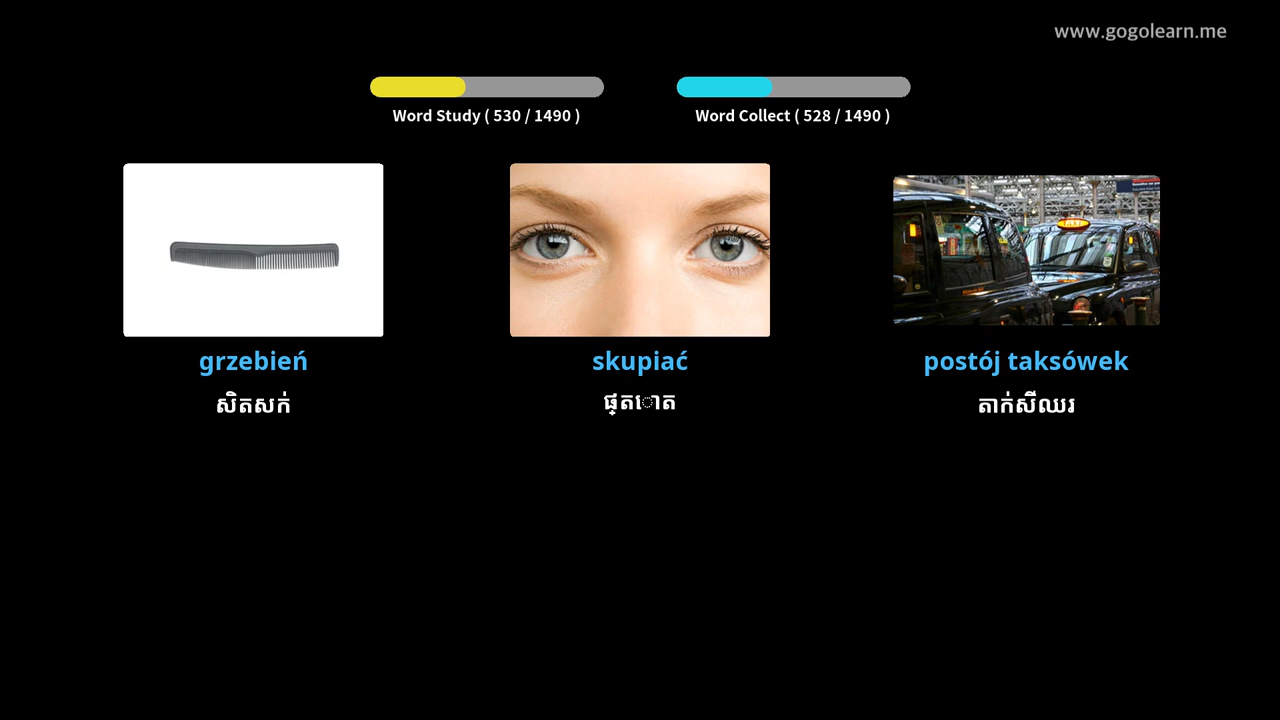 www.gogolearn.me
Word Study ( 530 / 1490 )
Word Collect ( 528 / 1490 )
grzebień
skupiać
postój taksówek
សិតសក់
ផ្តោត
តាក់ស៊ីឈរ
TAXI